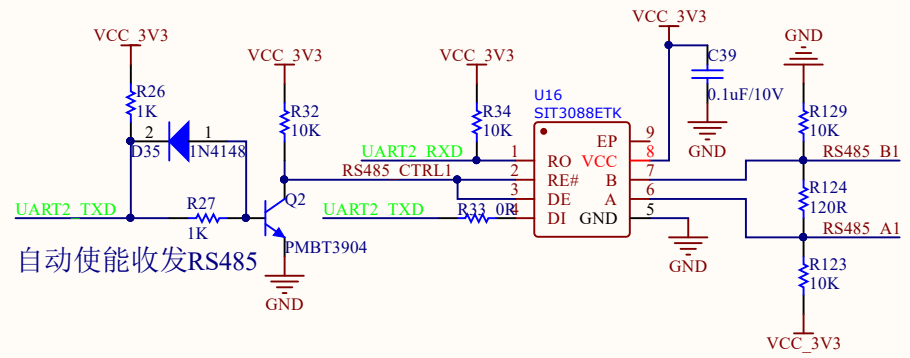 VCC_3V3
GND
VCC_3V3
VCC_3V3
VCC_3V3
C39
R26
1K
R32
10K
R34
10K
U16
SIT3088ETK
0.1uF/10V
R129
10K
2
1
D35
1N4148
EP
9
GND
UART2_RXD
1
RO
VCC
8
RS485_B1
RS485_CTRL1
2
RE#
B
7
Q2
3
DE
A
6
R124
120R
UART2_TXD
R27
1K
UART2_TXD
R33
0R
4
DI
GND
5
RS485_A1
PMBT3904
自动使能收发RS485
GND
R123
10K
GND
VCC_3V3